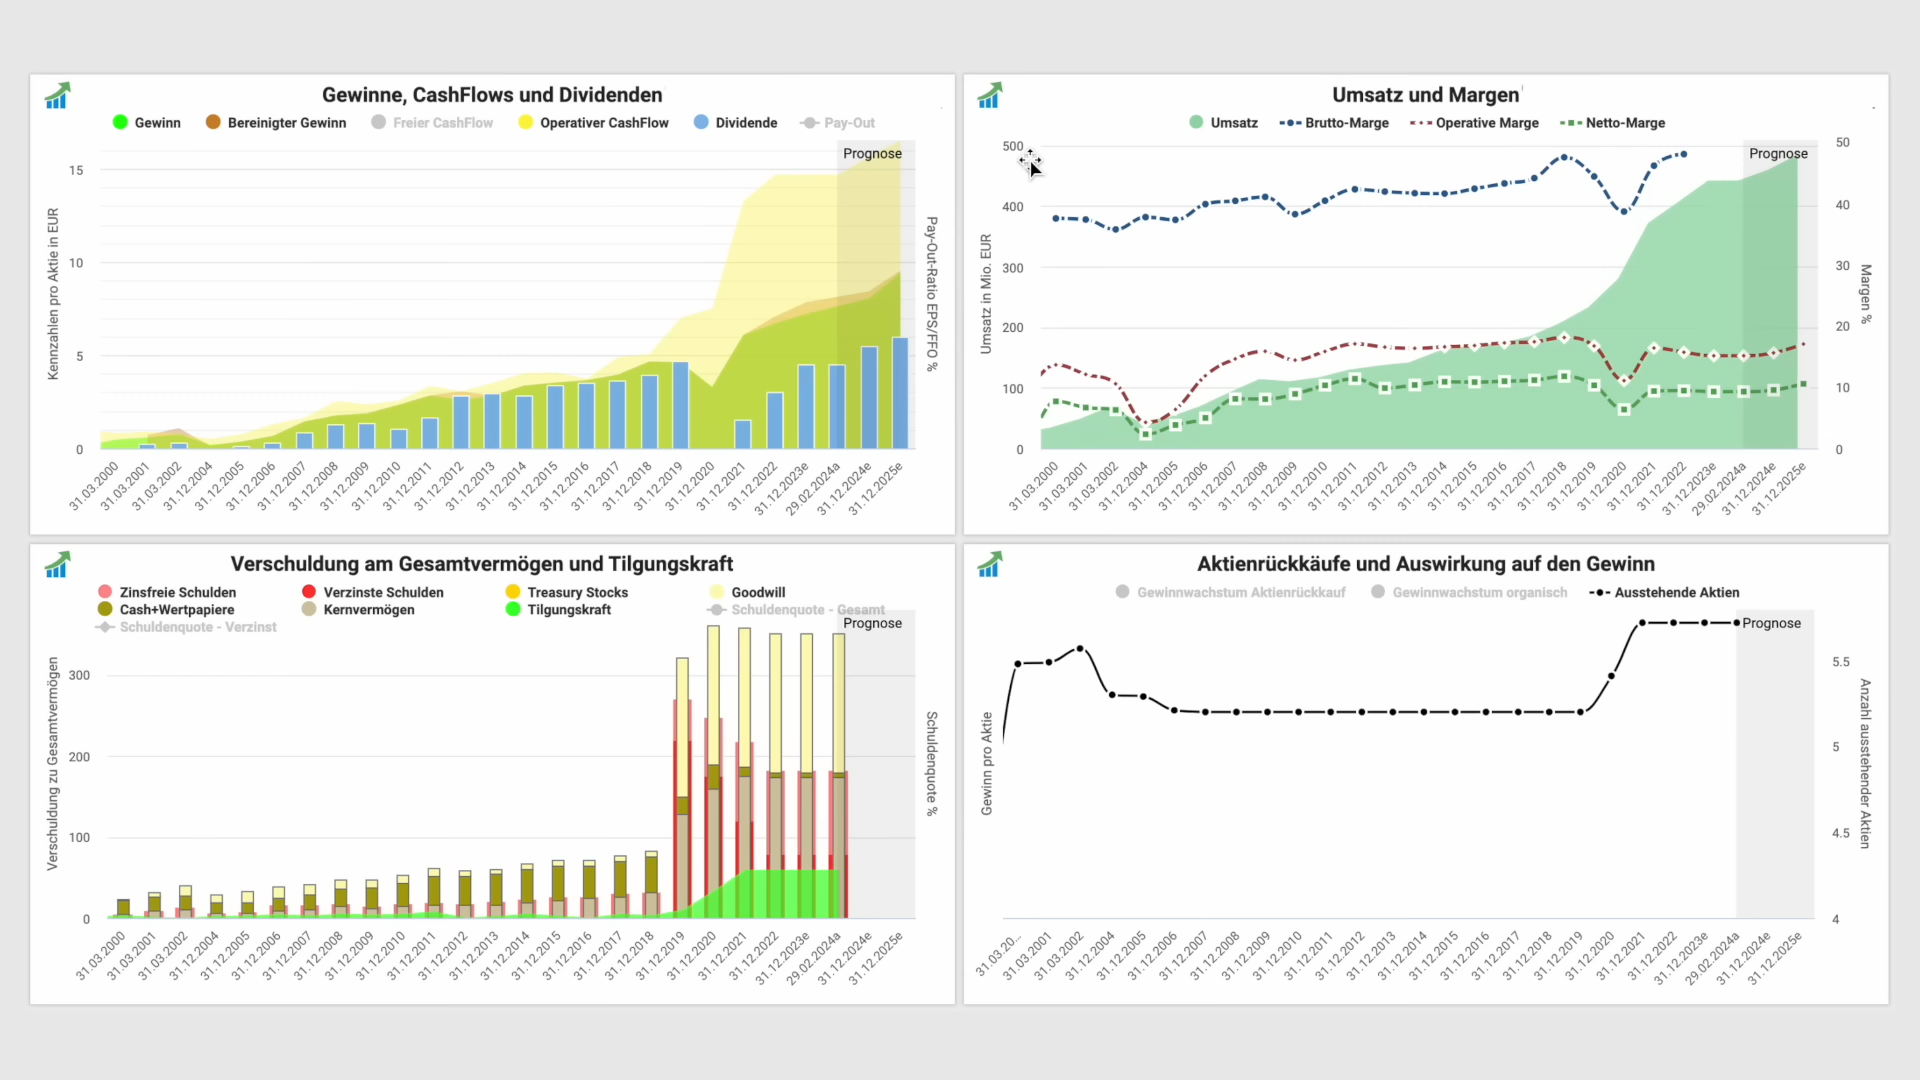 Gewinne, CashFlows und Dividenden
Gewinn Bereinigter Gewinn Freier CashFlow Operativer CashFlow Dividende Pay-Out
Prognose
Kennzahlen pro Aktie in EUR
15
10
5
0
Pay-Out-Ratio EPS/FFO %
31.03.2000 31.03.2001 31.03.2002 31.12.2004 31.12.2005 31.12.2006 31.12.2007 31.12.2008 31.12.2009 31.12.2010 31.12.2011 31.12.2012 31.12.2013 31.12.2014 31.12.2015 31.12.2016 31.12.2017 31.12.2018 31.12.2019 31.12.2020 31.12.2021 31.12.2022 31.12.2023e 29.02.2024a 31.12.2024e 31.12.2025e
Umsatz und Margen
Umsatz Brutto-Marge Operative Marge Netto-Marge
Prognose
Umsatz in Mio. EUR
500
400
300
200
100
0
50
40
30
20
10
0
Margen %
31.03.2000 31.03.2001 31.03.2002 31.12.2004 31.12.2005 31.12.2006 31.12.2007 31.12.2008 31.12.2009 31.12.2010 31.12.2011 31.12.2012 31.12.2013 31.12.2014 31.12.2015 31.12.2016 31.12.2017 31.12.2018 31.12.2019 31.12.2020 31.12.2021 31.12.2022 31.12.2023e 29.02.2024a 31.12.2024e 31.12.2025e
Verschuldung am Gesamtvermögen und Tilgungskraft
Zinsfreie Schulden Verzinste Schulden Treasury Stocks Goodwill
Cash+Wertpapiere Kernvermögen Tilgungskraft Schuldenquote - Gesamt
Schuldenquote - Verzinst
Prognose
Verschuldung zu Gesamtvermögen
300
200
100
0
Schuldenquote %
31.03.2000 31.03.2001 31.03.2002 31.12.2004 31.12.2005 31.12.2006 31.12.2007 31.12.2008 31.12.2009 31.12.2010 31.12.2011 31.12.2012 31.12.2013 31.12.2014 31.12.2015 31.12.2016 31.12.2017 31.12.2018 31.12.2019 31.12.2020 31.12.2021 31.12.2022 31.12.2023e 29.02.2024a 31.12.2024e 31.12.2025e
Aktienrückkäufe und Auswirkung auf den Gewinn
Gewinnwachstum Aktienrückkauf Gewinnwachstum organisch Ausstehende Aktien
Prognose
Gewinn pro Aktie
5.5
5
4.5
4
Anzahl ausstehender Aktien
31.03.20... 31.03.2001 31.03.2002 31.12.2004 31.12.2005 31.12.2006 31.12.2007 31.12.2008 31.12.2009 31.12.2010 31.12.2011 31.12.2012 31.12.2013 31.12.2014 31.12.2015 31.12.2016 31.12.2017 31.12.2018 31.12.2019 31.12.2020 31.12.2021 31.12.2022 31.12.2023e 29.02.2024a 31.12.2024e 31.12.2025e